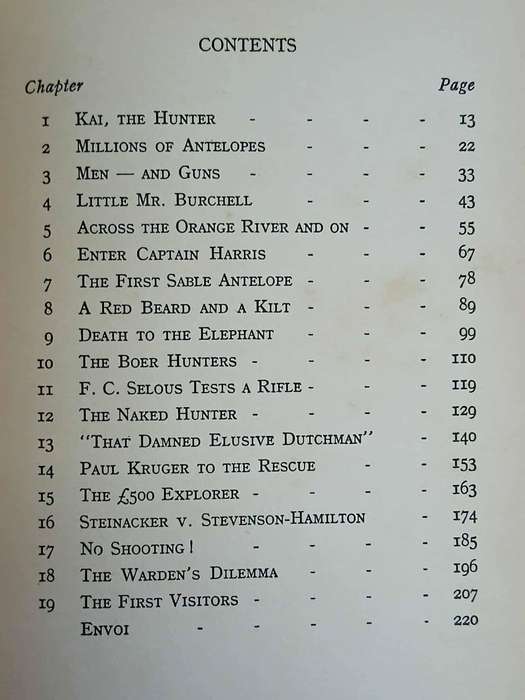 CONTENTS
Chapter Page
1 KAI, THE HUNTER - - - - 13
2 MILLIONS OF ANTELOPES - - - 22
3 MEN — AND GUNS - - - - 33
4 LITTLE MR. BURCHELL - - - 43
5 ACROSS THE ORANGE RIVER AND ON - - 55
6 ENTER CAPTAIN HARRIS - - - 67
7 THE FIRST SABLE ANTELOPE - - - 78
8 A RED BEARD AND A KILT - - - 89
9 DEATH TO THE ELEPHANT - - - 99
10 THE BOER HUNTERS - - - - 110
11 F. C. SELOUS TESTS A RIFLE - - - 119
12 THE NAKED HUNTER - - - - 129
13 "THAT DAMNED ELUSIVE DUTCHMAN" - 140
14 PAUL KRUGER TO THE RESCUE - - 153
15 THE £500 EXPLORER - - - - 163
16 STEINACKER V. STEVENSON-HAMILTON - - 174
17 NO SHOOTING! - - - - 185
18 THE WARDEN'S DILEMMA - - - 196
19 THE FIRST VISITORS - - - - 207
ENVOI - - - - - 220